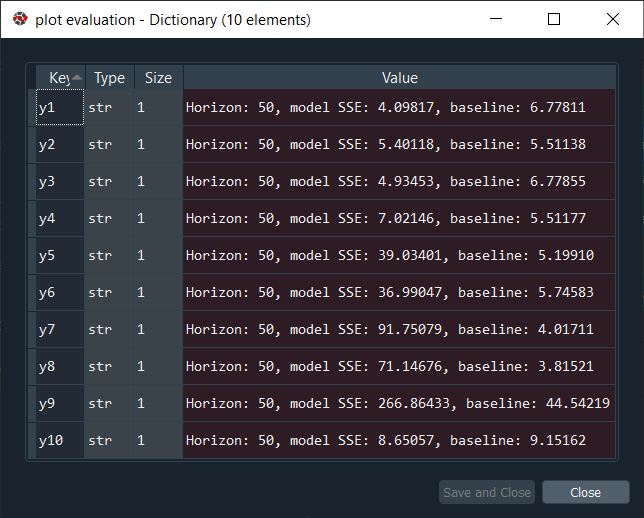 plot evaluation - Dictionary (10 elements)
Key Type Size Value
y1 str 1 Horizon: 50, model SSE: 4.09817, baseline: 6.77811
y2 str 1 Horizon: 50, model SSE: 5.40118, baseline: 5.51138
y3 str 1 Horizon: 50, model SSE: 4.93453, baseline: 6.77855
y4 str 1 Horizon: 50, model SSE: 7.02146, baseline: 5.51177
y5 str 1 Horizon: 50, model SSE: 39.03401, baseline: 5.19910
y6 str 1 Horizon: 50, model SSE: 36.99047, baseline: 5.74583
y7 str 1 Horizon: 50, model SSE: 91.75079, baseline: 4.01711
y8 str 1 Horizon: 50, model SSE: 71.14676, baseline: 3.81521
y9 str 1 Horizon: 50, model SSE: 266.86433, baseline: 44.54219
y10 str 1 Horizon: 50, model SSE: 8.65057, baseline: 9.15162
Save and Close Close